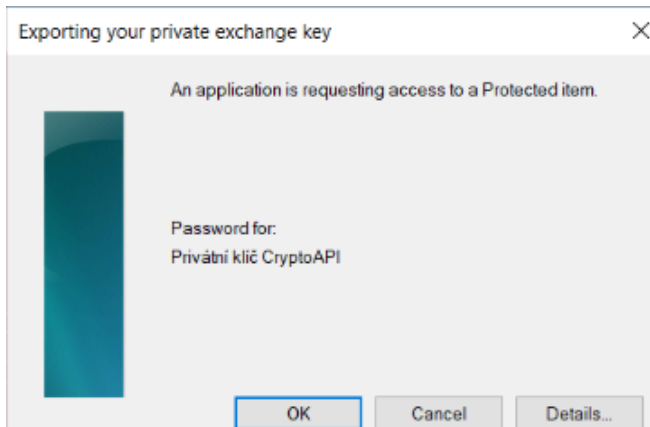 Exporting your private exchange key
An application is requesting access to a Protected item.
Password for:
Privátní klíč CryptoAPI
OK
Cancel
Details...